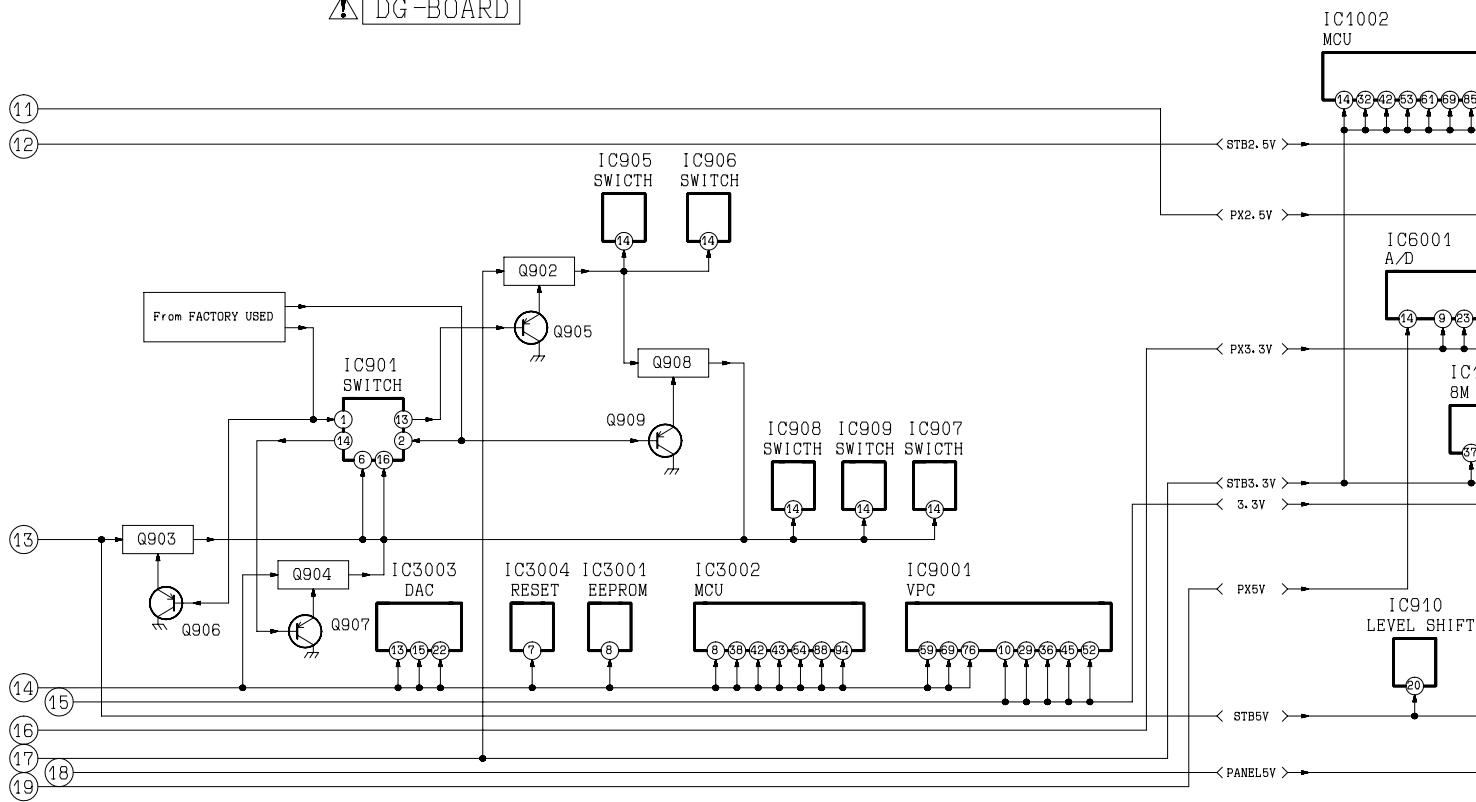 DG-BOARD
IC1002
MCU
14 32 42 53 61 69 85
11
12
STB2.5V
IC905
SWICTH
14
IC906
SWITCH
14
PX2.5V
IC6001
A/D
14 9 23
Q902
From FACTORY USED
Q905
PX3.3V
Q908
IC901
SWITCH
1 13
14 2
6 16
8M
37
Q909
IC908
SWICTH
14
IC909
SWITCH
14
IC907
SWICTH
14
STB3.3V
3.3V
13
Q903
Q904
Q906
Q907
IC3003
DAC
13 15 22
IC3004
RESET
7
IC3001
EEPROM
8
IC3002
MCU
8 38 42 43 54 88 94
IC9001
VPC
59 69 76 10 29 36 45 52
PX5V
IC910
LEVEL SHIFT
20
14
15
STB5V
16
17
18
PANEL5V
19